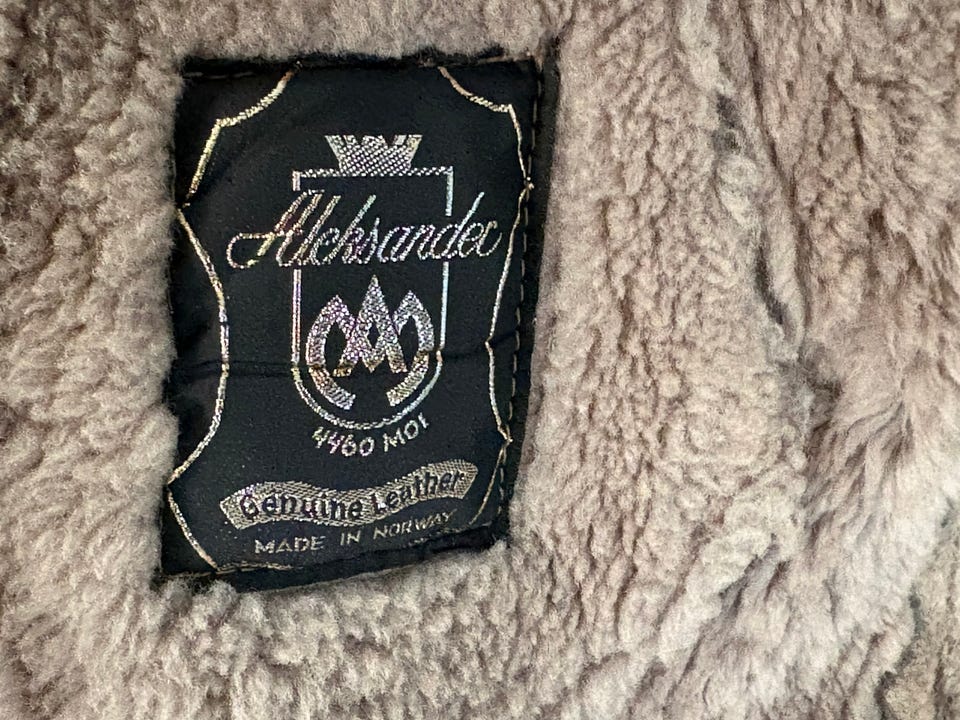 Aleksander
4460 MOI
Genuine Leather
MADE IN NORWAY